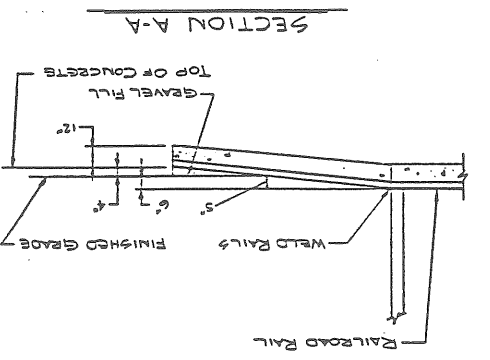 RAILROAD RAIL
WELD RAILS
FINISHED GRADE
5"
6"
4"
12"
GRAVEL FILL
TOP OF CONCRETE
SECTION A-A